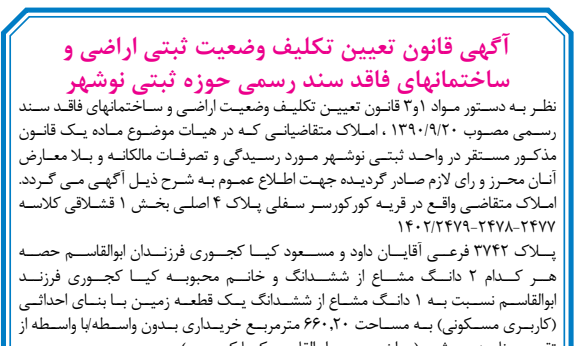 آگهی قانون تعیین تکلیف وضعیت ثبتی اراضی و
ساختمانهای فاقد سند رسمی حوزه ثبتی نوشهر
نظر به دستور مواد ۱و۳ قانون تعیین تکلیف وضعیت اراضی و ساختمانهای فاقد سند
رسمی مصوب ۱۳۹۰/۹/۲۰ ، املاک متقاضیانی که در هیات موضوع ماده یک قانون
مذکور مستقر در واحد ثبتی نوشهر مورد رسیدگی و تصرفات مالکانه و بلا معارض
آنان محرز و رای لازم صادر گردیده جهت اطلاع عموم به شرح ذیل آگهی می گردد.
املاک متقاضی واقع در قریه کورکورسر سفلی پلاک ۴ اصلی بخش ۱ قشلاقی کلاسه
۱۴۰۲/۲۴۷۹-۲۴۷۸-۲۴۷۷
پلاک ۳۷۴۲ فرعی آقایان داود و مسعود کیا کجوری فرزندان ابوالقاسم حصه
هر کدام ۲ دانگ مشاع از ششدانگ و خانم محبوبه کیا کجوری فرزند
ابوالقاسم نسبت به ۱ دانگ مشاع از ششدانگ یک قطعه زمین با بنای احداثی
(کاربری مسکونی) به مساحت ۶۶۰,۲۰ مترمربع خریداری بدون واسطه/با واسطه از